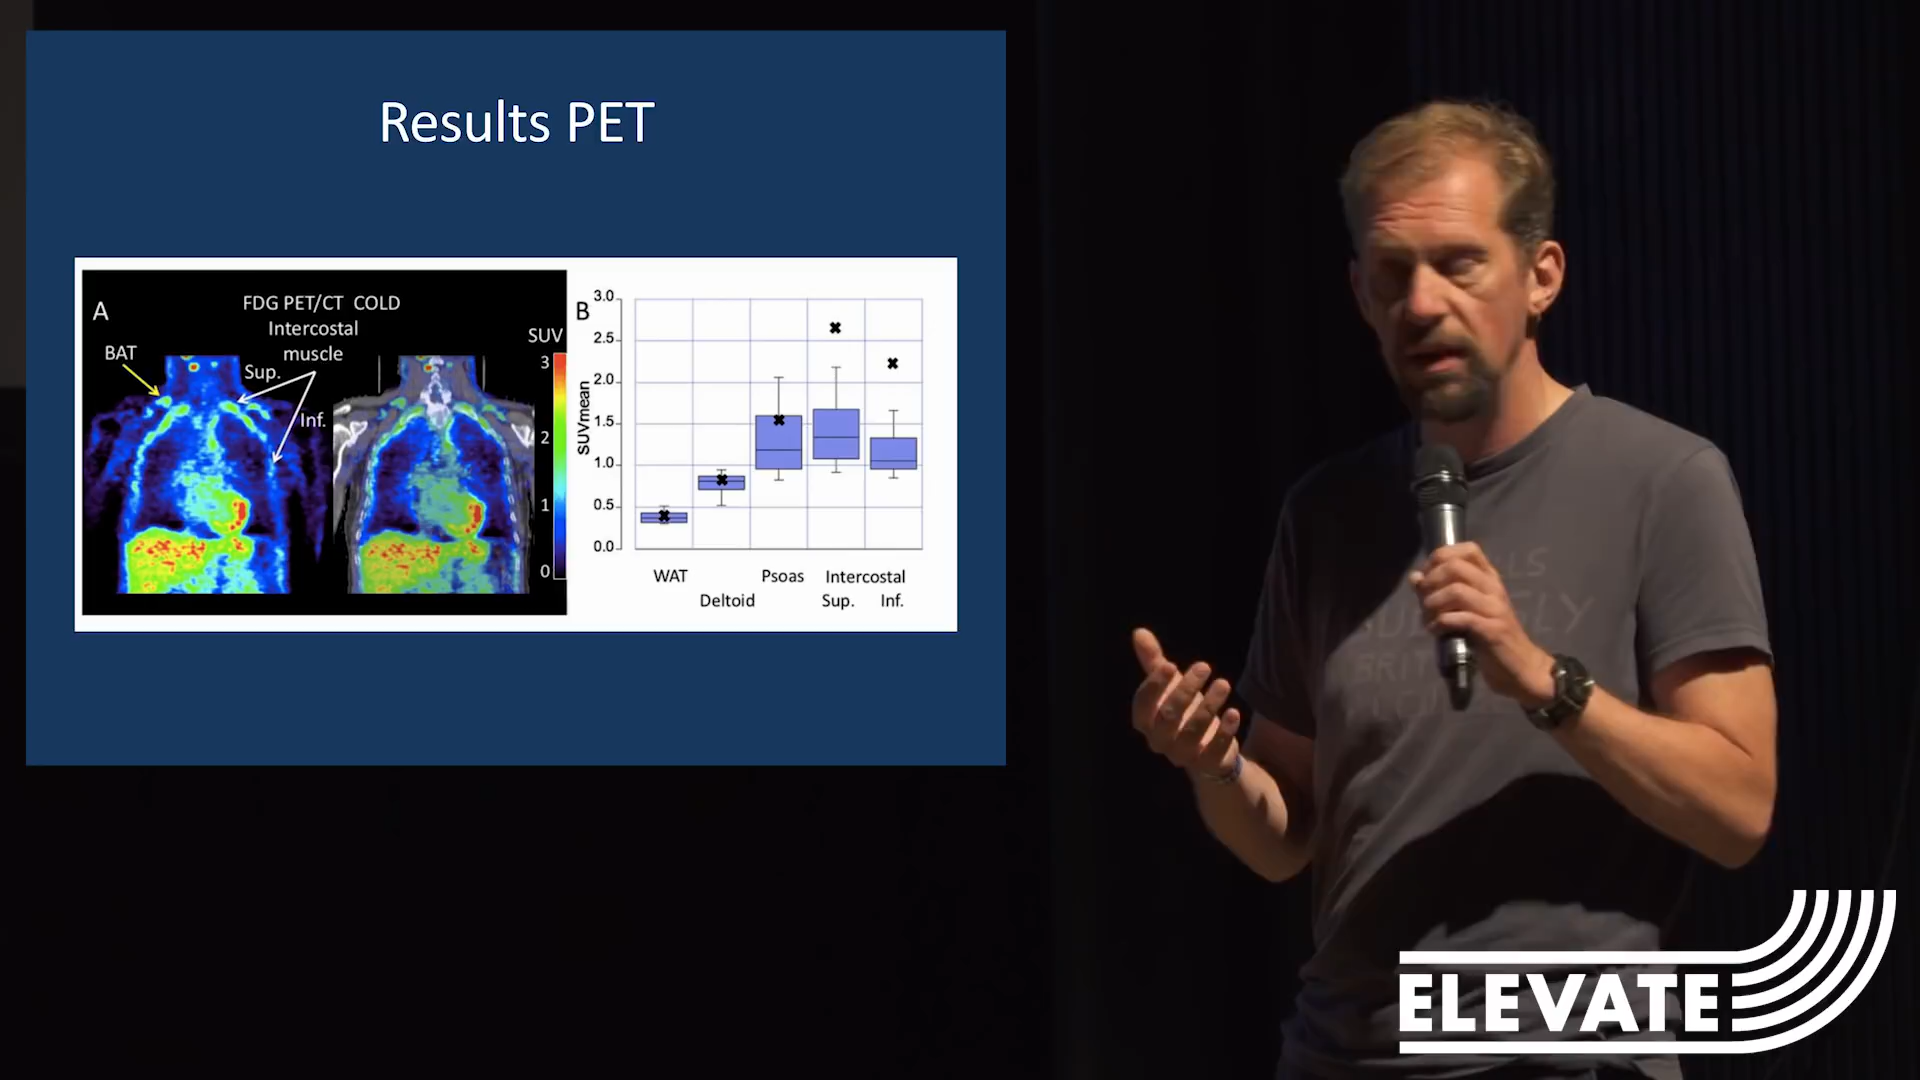 Results PET
A
FDG PET/CT COLD
Intercostal
muscle
BAT
Sup.
Inf.
SUV
3
2
1
0
B
3.0
2.5
2.0
1.5
1.0
0.5
0.0
SUVmean
WAT
Deltoid
Psoas
Intercostal
Sup.
Inf.
ELEVATE